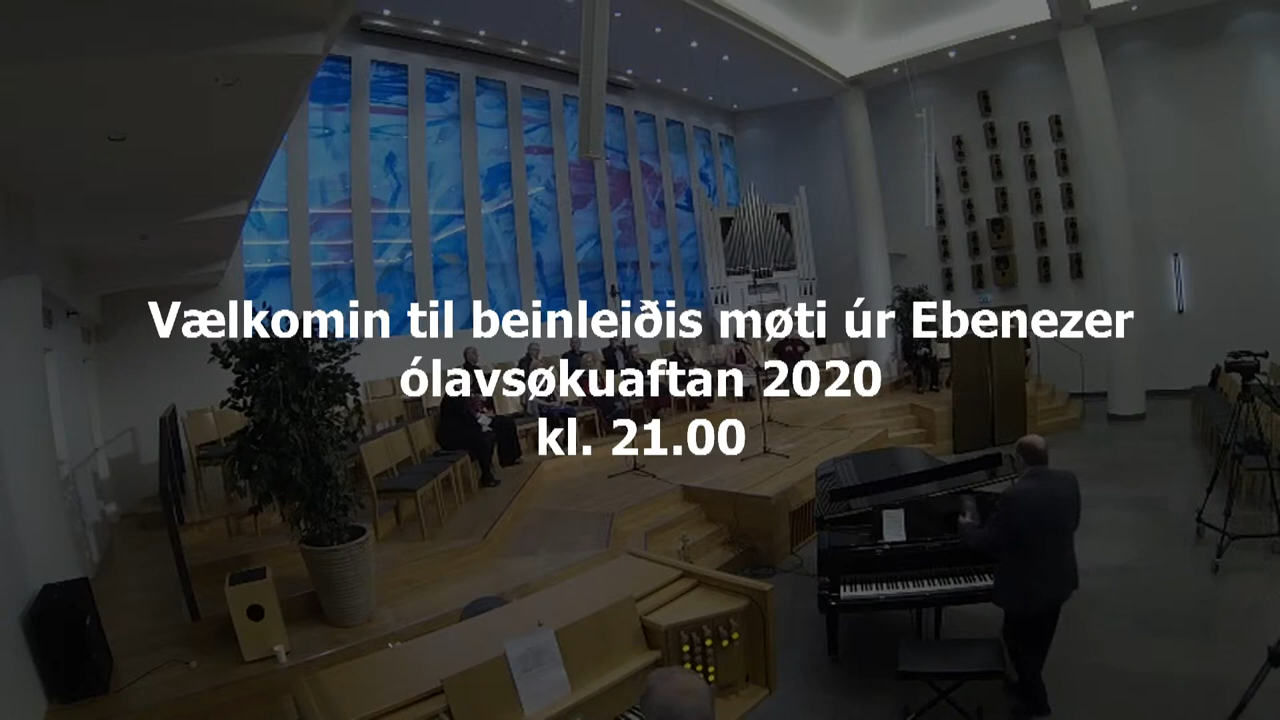 Vælkomin til beinleiðis møti úr Ebenezer
ólavsøkuaftan 2020
kl. 21.00